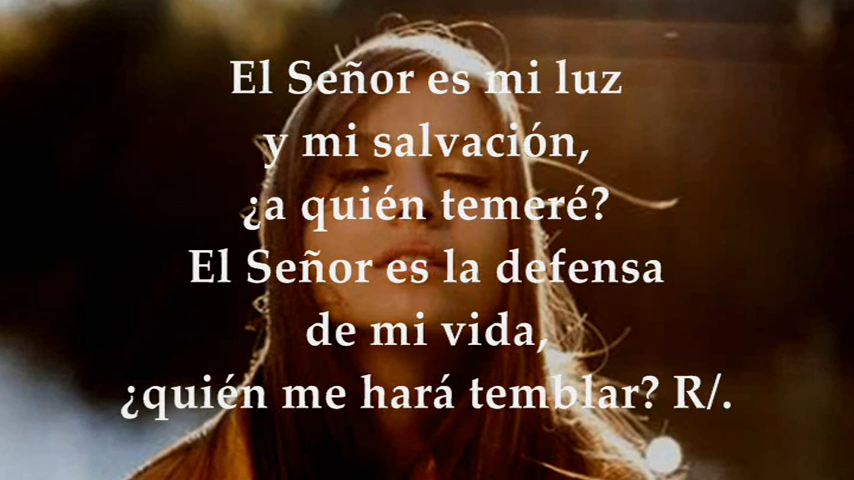 El Señor es mi luz
y mi salvación,
¿a quién temeré?
El Señor es la defensa
de mi vida,
¿quién me hará temblar? R/.